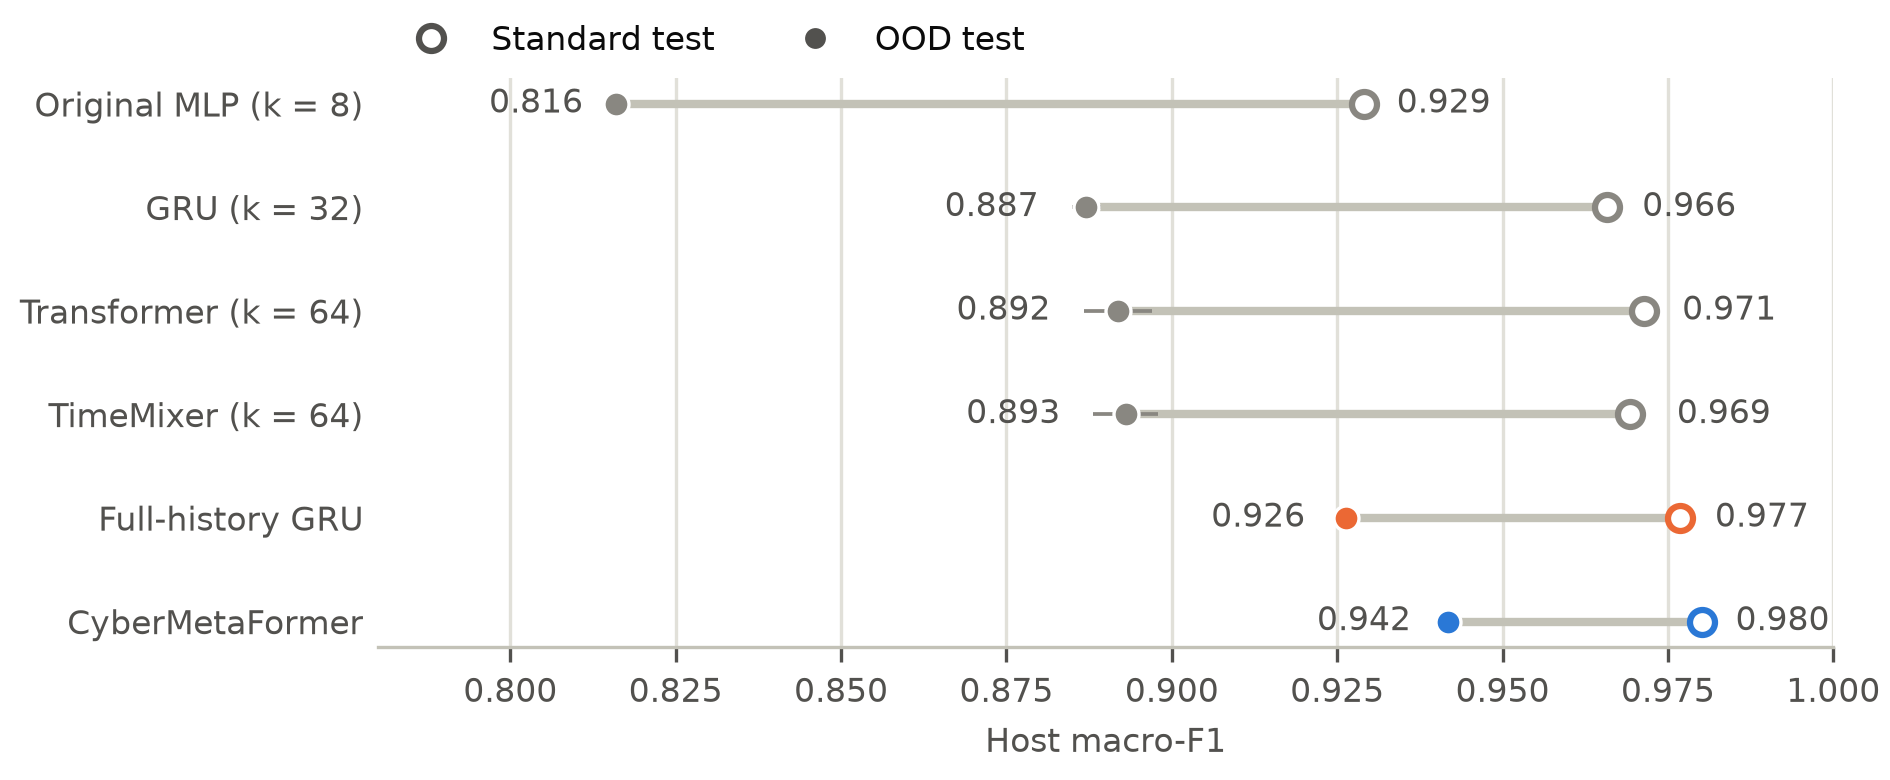 Standard test OOD test
Original MLP (k = 8) 0.816 0.929
GRU (k = 32) 0.887 0.966
Transformer (k = 64) 0.892 0.971
TimeMixer (k = 64) 0.893 0.969
Full-history GRU 0.926 0.977
CyberMetaFormer 0.942 0.980
0.800 0.825 0.850 0.875 0.900 0.925 0.950 0.975 1.000
Host macro-F1